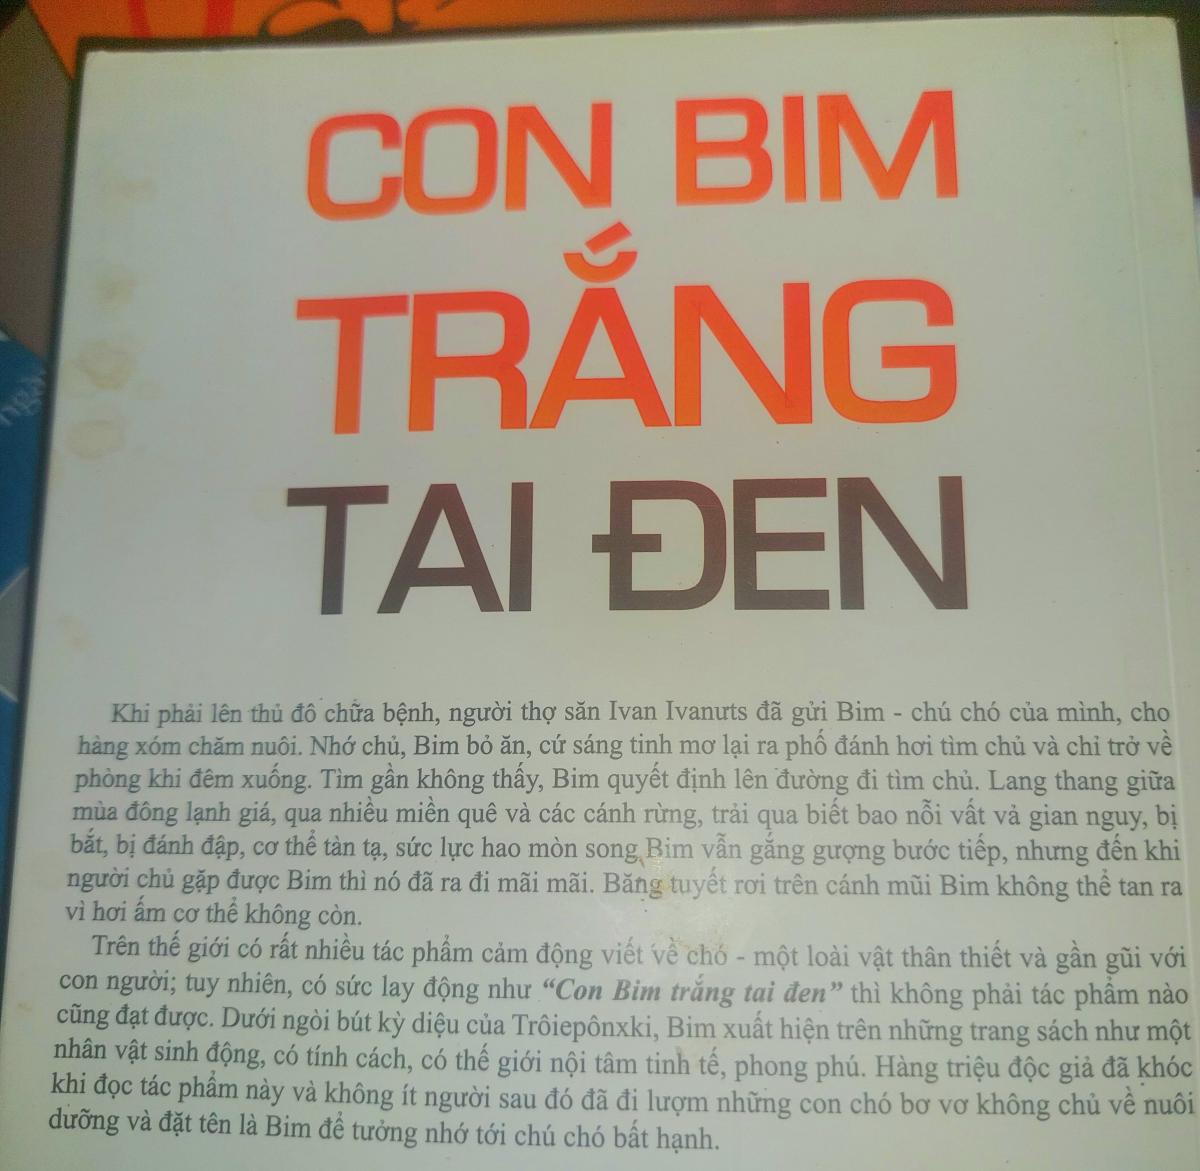 CON BIM
TRẮNG
TAI ĐEN
Khi phải lên thủ đô chữa bệnh, người thợ săn Ivan Ivanuts đã gửi Bim - chú chó của mình, cho
hàng xóm chăm nuôi. Nhớ chủ, Bim bỏ ăn, cứ sáng tinh mơ lại ra phố đánh hơi tìm chủ và chỉ trở về
phòng khi đêm xuống. Tìm gần không thấy, Bim quyết định lên đường đi tìm chủ. Lang thang giữa
mùa đông lạnh giá, qua nhiều miền quê và các cánh rừng, trải qua biết bao nỗi vất vả gian nguy, bị
bắt, bị đánh đập, cơ thể tàn tạ, sức lực hao mòn song Bim vẫn gắng gượng bước tiếp, nhưng đến khi
người chủ gặp được Bim thì nó đã ra đi mãi mãi. Băng tuyết rơi trên cánh mũi Bim không thể tan ra
vì hơi ấm cơ thể không còn.
Trên thế giới có rất nhiều tác phẩm cảm động viết về chó - một loài vật thân thiết và gần gũi với
con người; tuy nhiên, có sức lay động như “Con Bim trắng tai đen” thì không phải tác phẩm nào
cũng đạt được. Dưới ngòi bút kỳ diệu của Trôiepônxki, Bim xuất hiện trên những trang sách như một
nhân vật sinh động, có tính cách, có thế giới nội tâm tinh tế, phong phú. Hàng triệu độc giả đã khóc
khi đọc tác phẩm này và không ít người sau đó đã đi lượm những con chó bơ vơ không chủ về nuôi
dưỡng và đặt tên là Bim để tưởng nhớ tới chú chó bất hạnh.